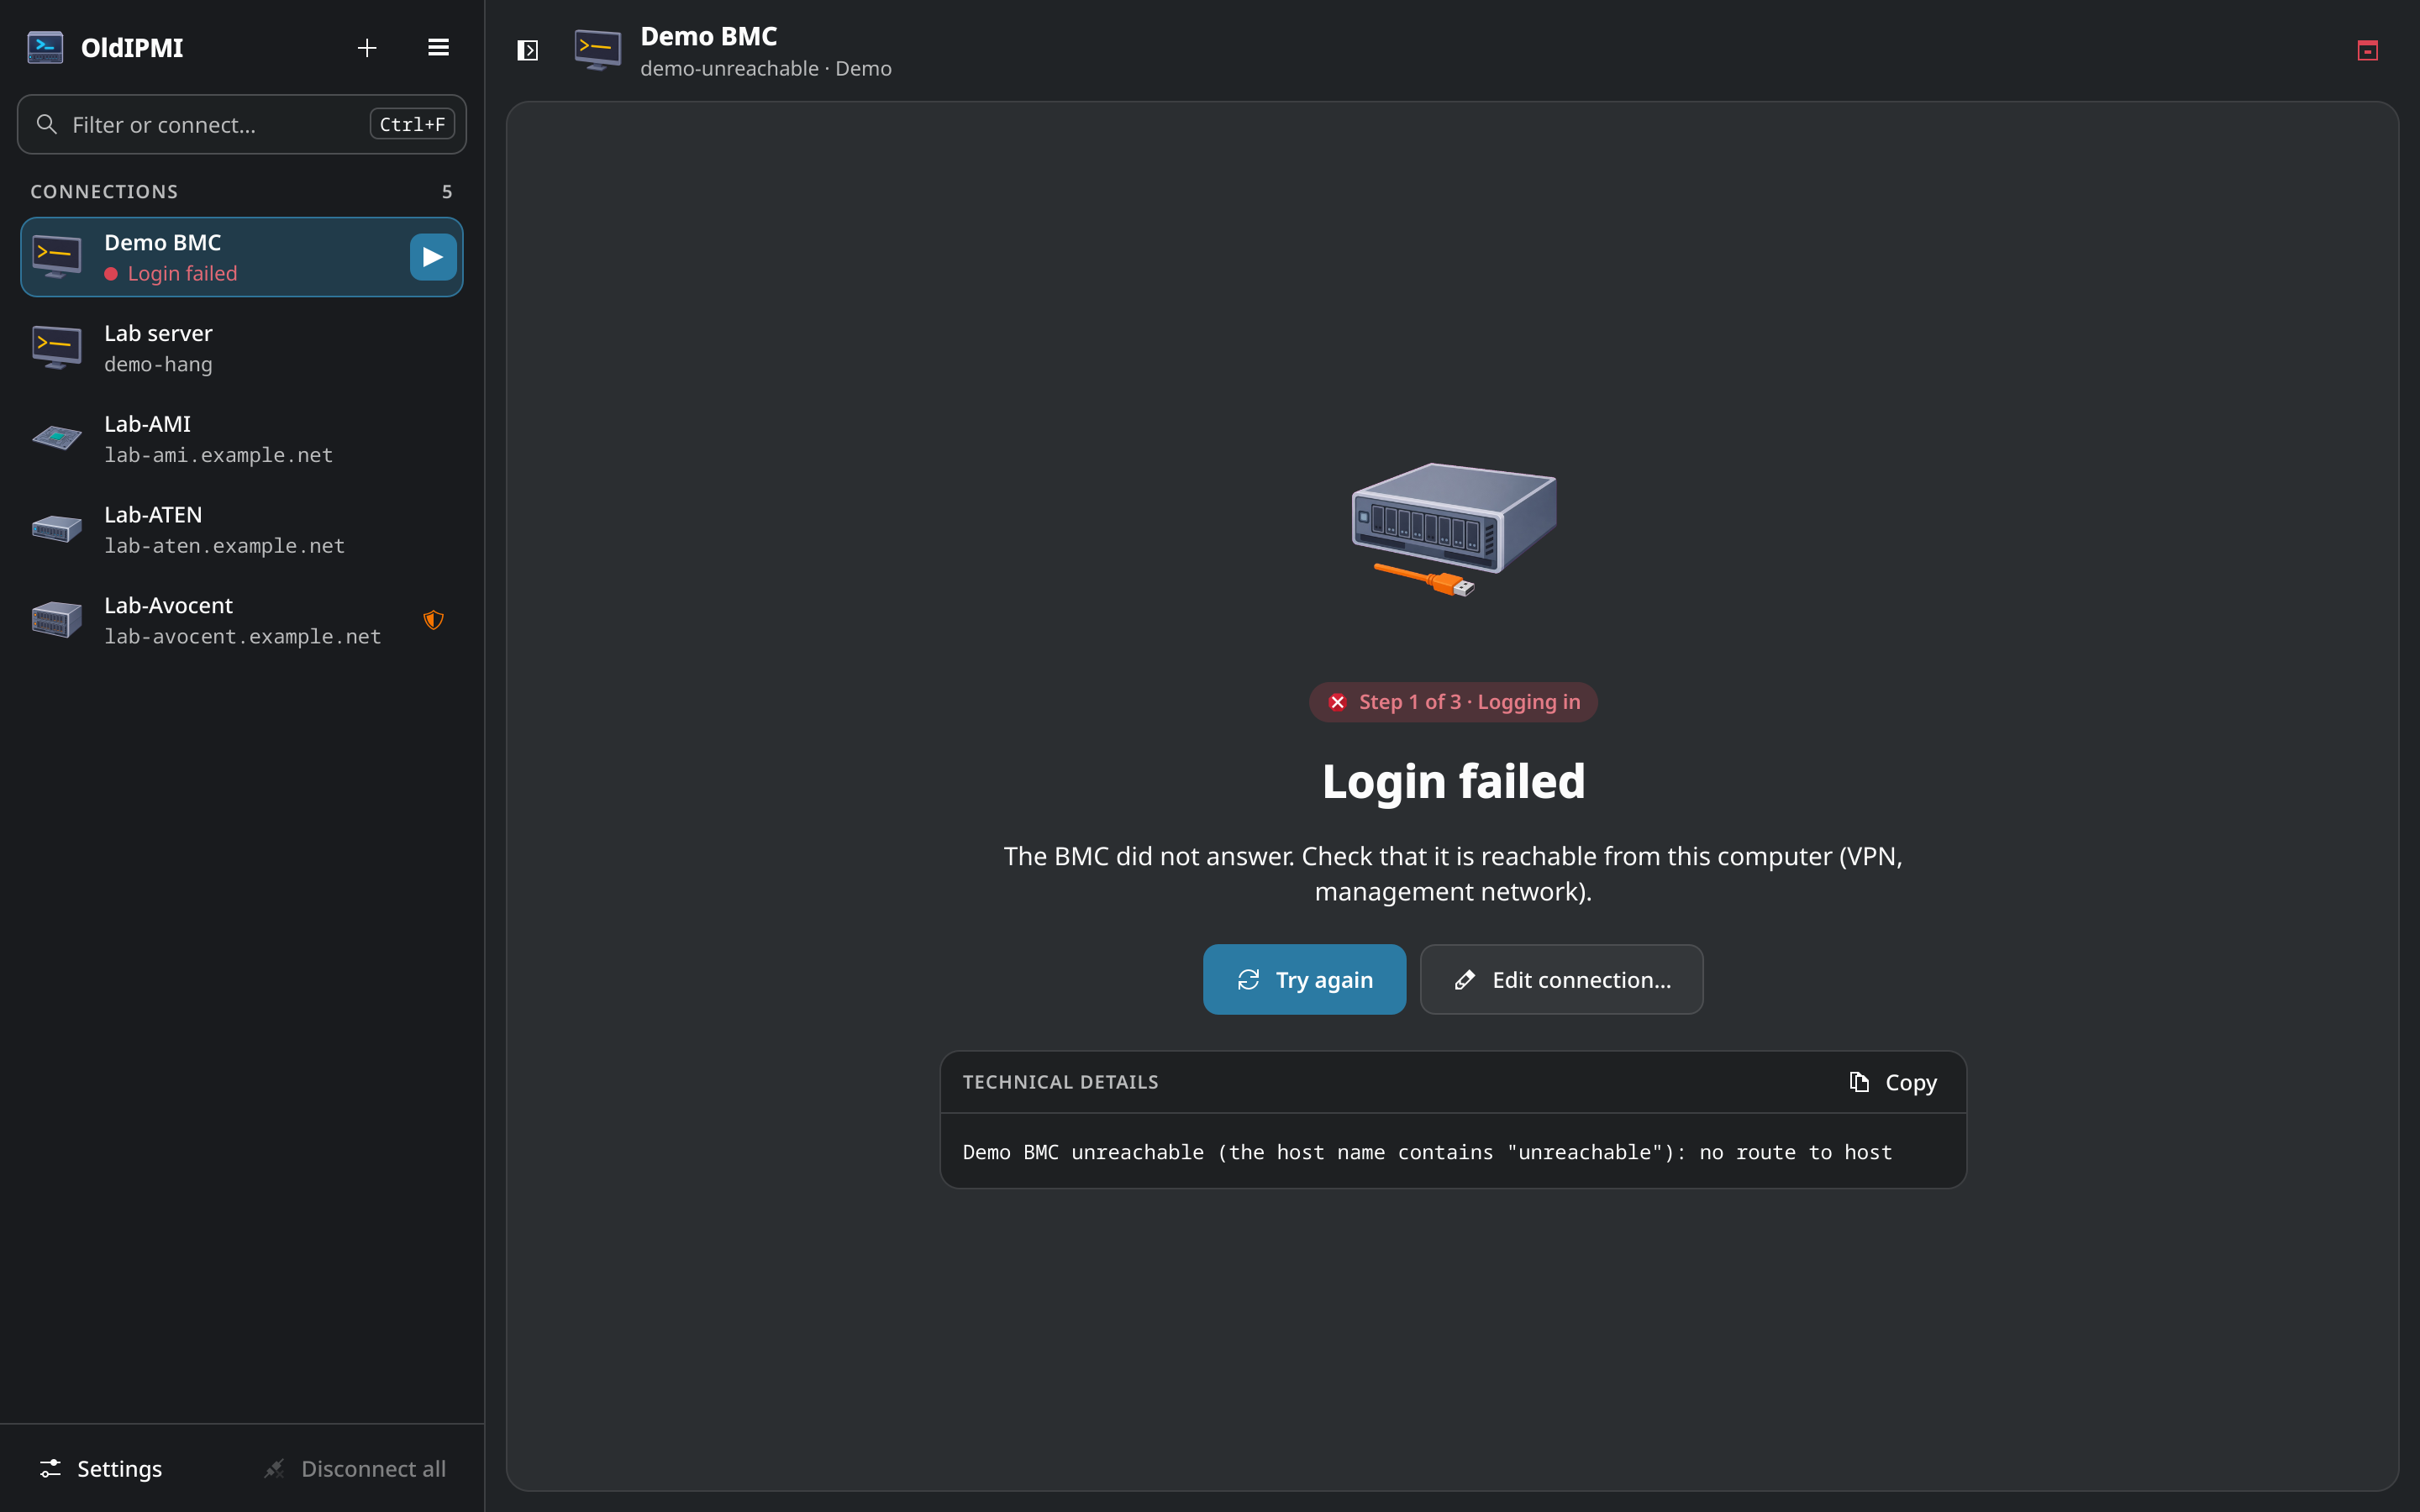 OldIPMI
Filter or connect...
Ctrl+F
CONNECTIONS 5
Demo BMC
Login failed
Lab server
demo-hang
Lab-AMI
lab-ami.example.net
Lab-ATEN
lab-aten.example.net
Lab-Avocent
lab-avocent.example.net
Settings
Disconnect all
Demo BMC
demo-unreachable · Demo
Step 1 of 3 · Logging in
Login failed
The BMC did not answer. Check that it is reachable from this computer (VPN,
management network).
Try again
Edit connection...
TECHNICAL DETAILS
Copy
Demo BMC unreachable (the host name contains "unreachable"): no route to host